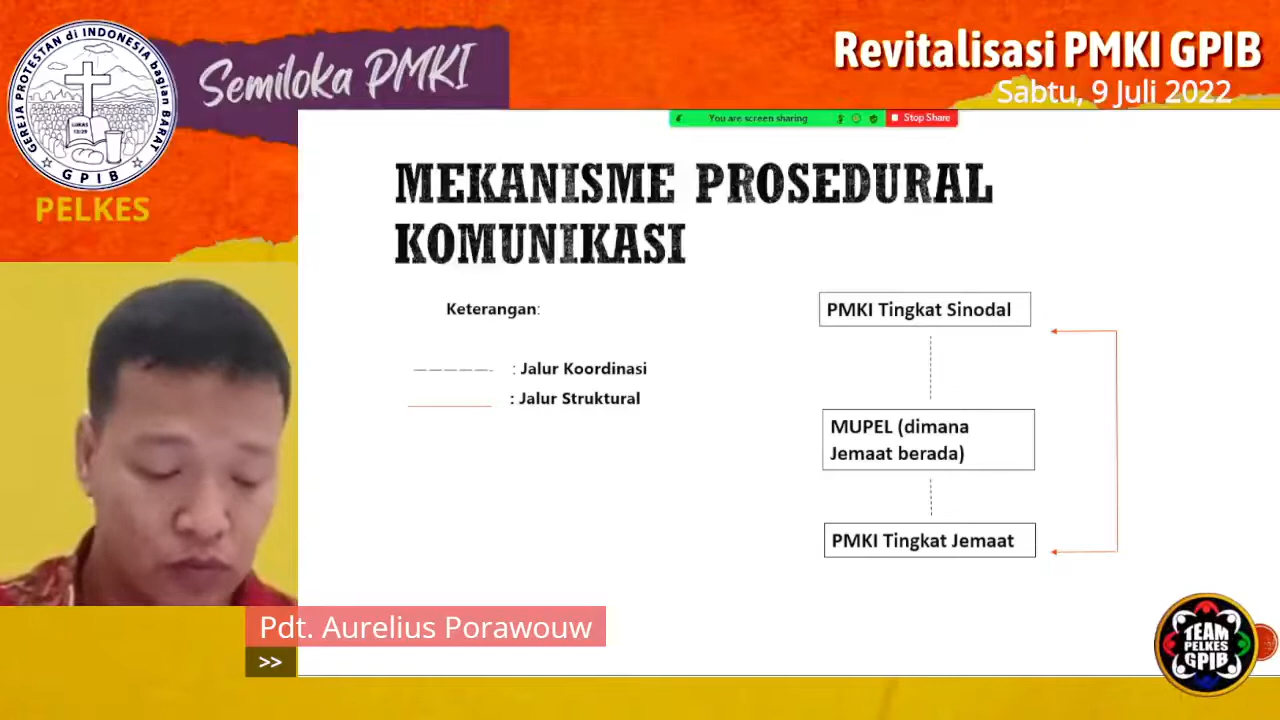 GEREJA PROTESTAN di INDONESIA bagian BARAT
LUKAS
GPIB
PELKES
Semiloka PMKI
Revitalisasi PMKI GPIB
Sabtu, 9 Juli 2022
You are screen sharing
Stop Share
MEKANISME PROSEDURAL
KOMUNIKASI
Keterangan:
: Jalur Koordinasi
: Jalur Struktural
PMKI Tingkat Sinodal
MUPEL (dimana
Jemaat berada)
PMKI Tingkat Jemaat
Pdt. Aurelius Porawouw
>>
TEAM
PELKES
GPIB